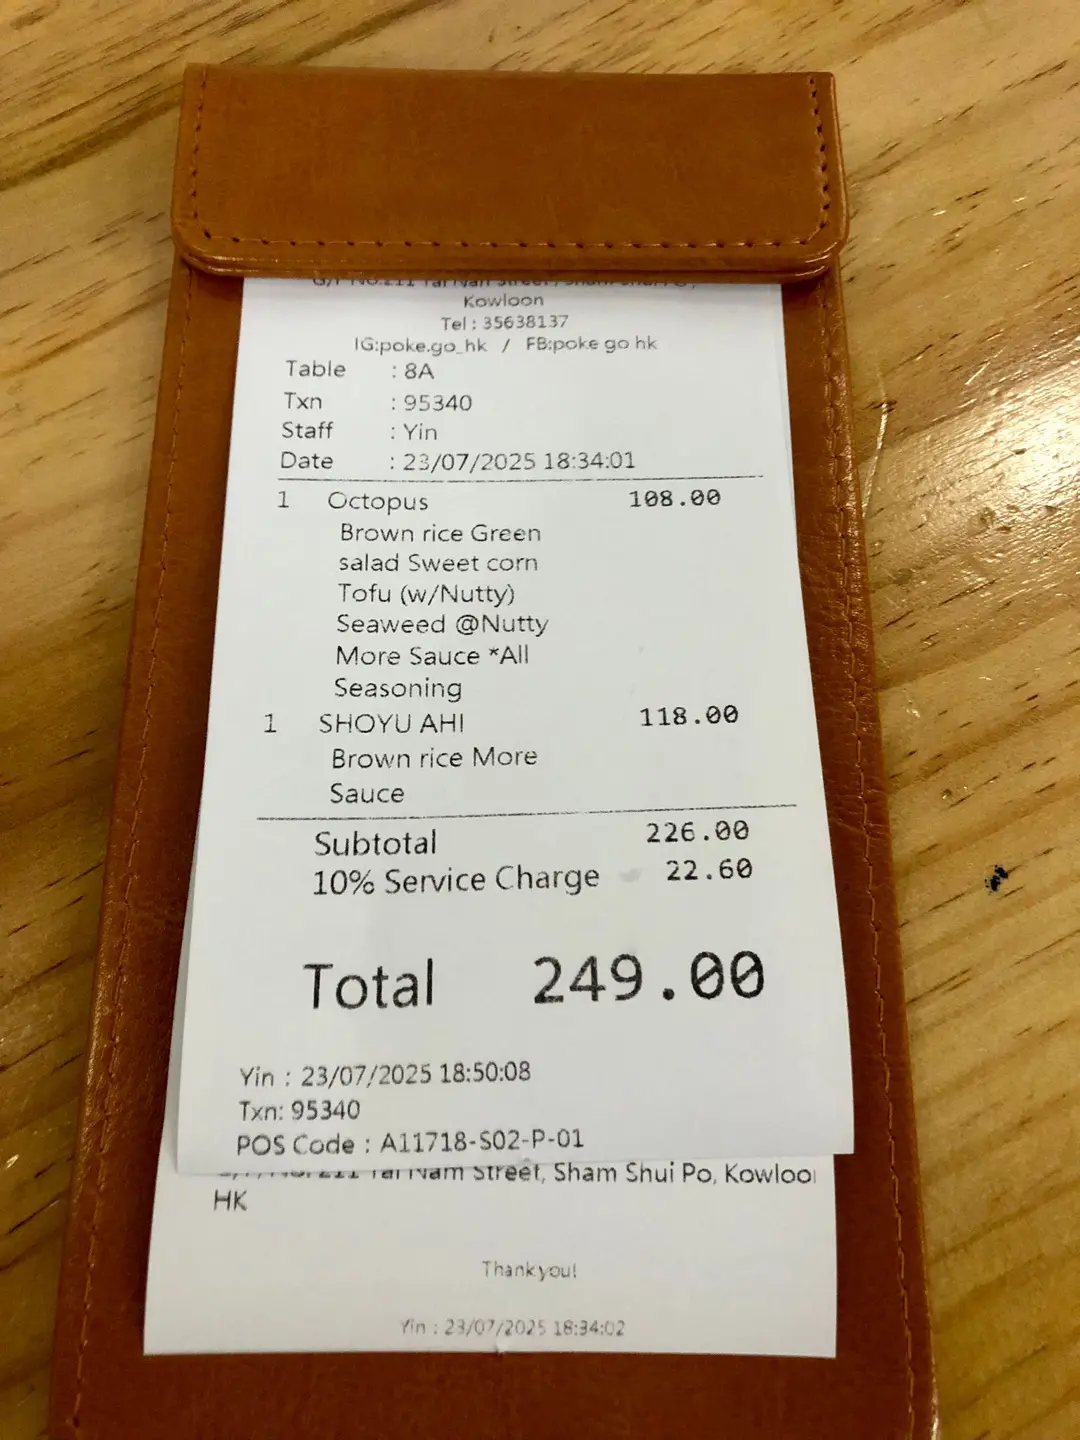 Kowloon
Tel : 35638137
IG:poke.go_hk / FB:poke go hk
Table : 8A
Txn : 95340
Staff : Yin
Date : 23/07/2025 18:34:01
1 Octopus 108.00
Brown rice Green
salad Sweet corn
Tofu (w/Nutty)
Seaweed @Nutty
More Sauce *All
Seasoning
1 SHOYU AHI 118.00
Brown rice More
Sauce
Subtotal 226.00
10% Service Charge 22.60
Total 249.00
Yin : 23/07/2025 18:50:08
Txn: 95340
POS Code : A11718-S02-P-01
211 Tai Nam Street, Sham Shui Po, Kowloo
HK
Thankyou!
Yin : 23/07/2025 18:34:02